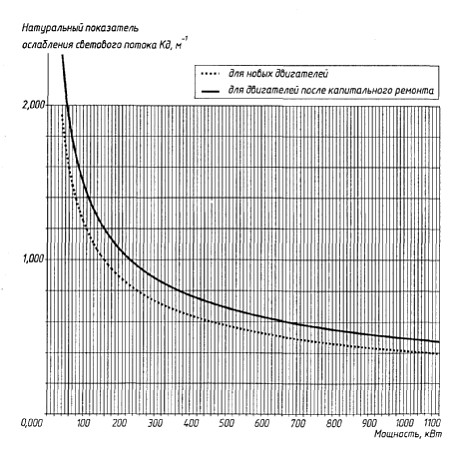 Натуральный показатель
ослабления светового потока Кд, м⁻¹
для новых двигателей
для двигателей после капитального ремонта
2,000
1,000
0,000 100 200 300 400 500 600 700 800 900 1000 1100
Мощность, кВт